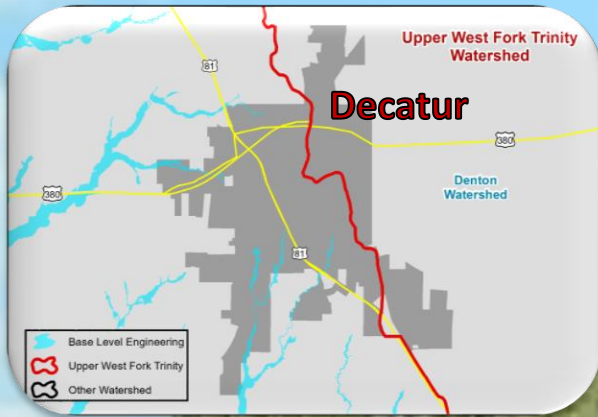 Upper West Fork Trinity
Watershed
81
Decatur
380
Denton
Watershed
380
81
Base Level Engineering
Upper West Fork Trinity
Other Watershed